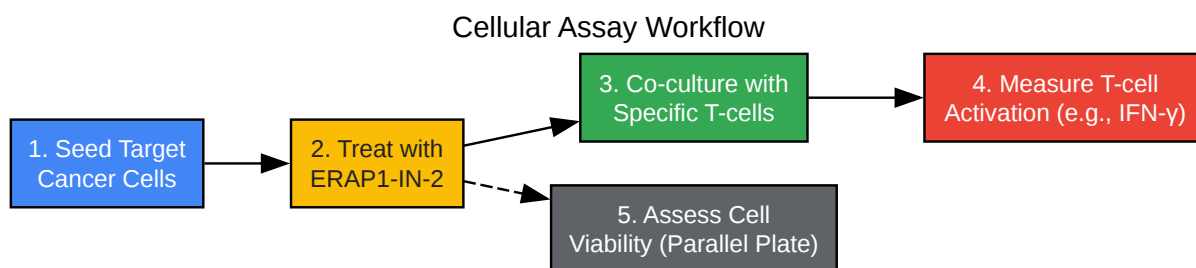 Cellular Assay Workflow
1. Seed Target
Cancer Cells
2. Treat with
ERAP1-IN-2
3. Co-culture with
Specific T-cells
4. Measure T-cell
Activation (e.g., IFN-γ)
5. Assess Cell
Viability (Parallel Plate)